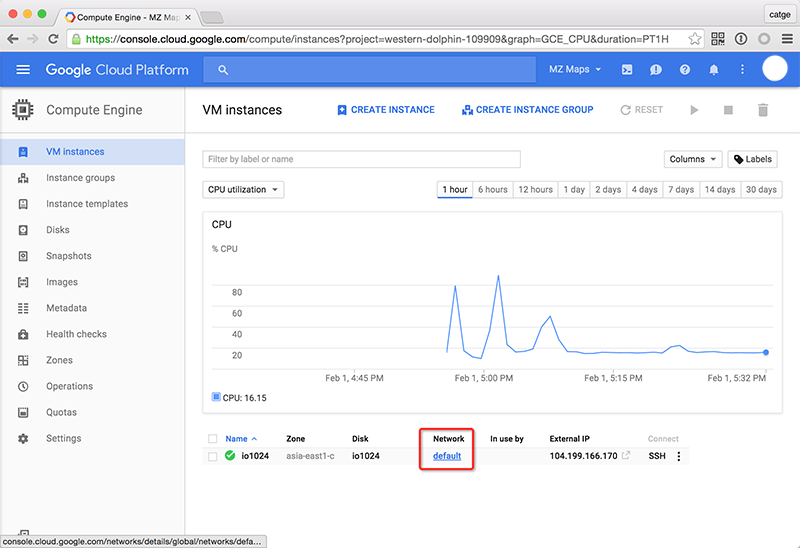 Compute Engine - MZ Map
catge
https://console.cloud.google.com/compute/instances?project=western-dolphin-109909&graph=GCE_CPU&duration=PT1H
Google Cloud Platform
MZ Maps
Compute Engine
VM instances
CREATE INSTANCE
CREATE INSTANCE GROUP
RESET
VM instances
Instance groups
Instance templates
Disks
Snapshots
Images
Metadata
Health checks
Zones
Operations
Quotas
Settings
Filter by label or name
Columns
Labels
CPU utilization
1 hour
6 hours
12 hours
1 day
2 days
4 days
7 days
14 days
30 days
CPU
% CPU
80
60
40
20
Feb 1, 4:45 PM
Feb 1, 5:00 PM
Feb 1, 5:15 PM
Feb 1, 5:32 PM
CPU: 16.15
Name Zone Disk Network In use by External IP Connect
io1024 asia-east1-c io1024 default 104.199.166.170 SSH
console.cloud.google.com/networks/details/global/networks/defa...